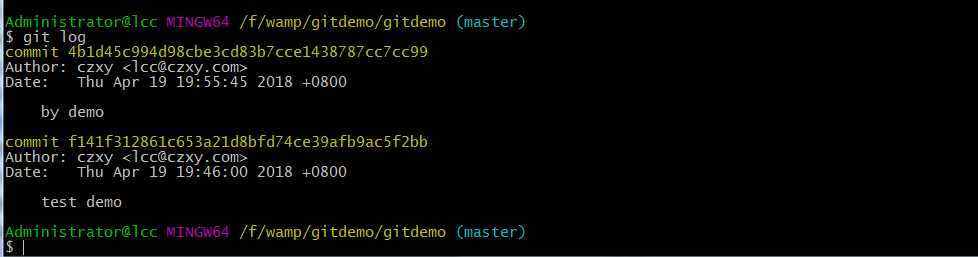 Administrator@lcc MINGW64 /f/wamp/gitdemo/gitdemo (master)
$ git log
commit 4b1d45c994d98cbe3cd83b7cce1438787cc7cc99
Author: czxy <lcc@czxy.com>
Date:   Thu Apr 19 19:55:45 2018 +0800
    by demo
commit f141f312861c653a21d8bfd74ce39afb9ac5f2bb
Author: czxy <lcc@czxy.com>
Date:   Thu Apr 19 19:46:00 2018 +0800
    test demo
Administrator@lcc MINGW64 /f/wamp/gitdemo/gitdemo (master)
$